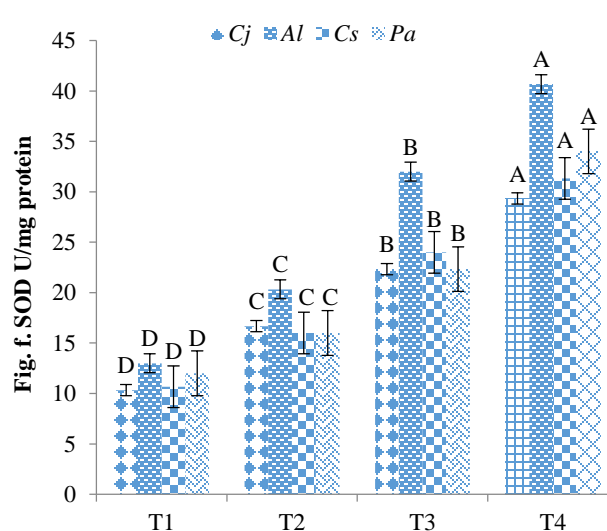 Cj Al Cs Pa
Fig. f. SOD U/mg protein
45
40
35
30
25
20
15
10
5
0
D D D D
C C C C
B B B B
A A A A
T1 T2 T3 T4